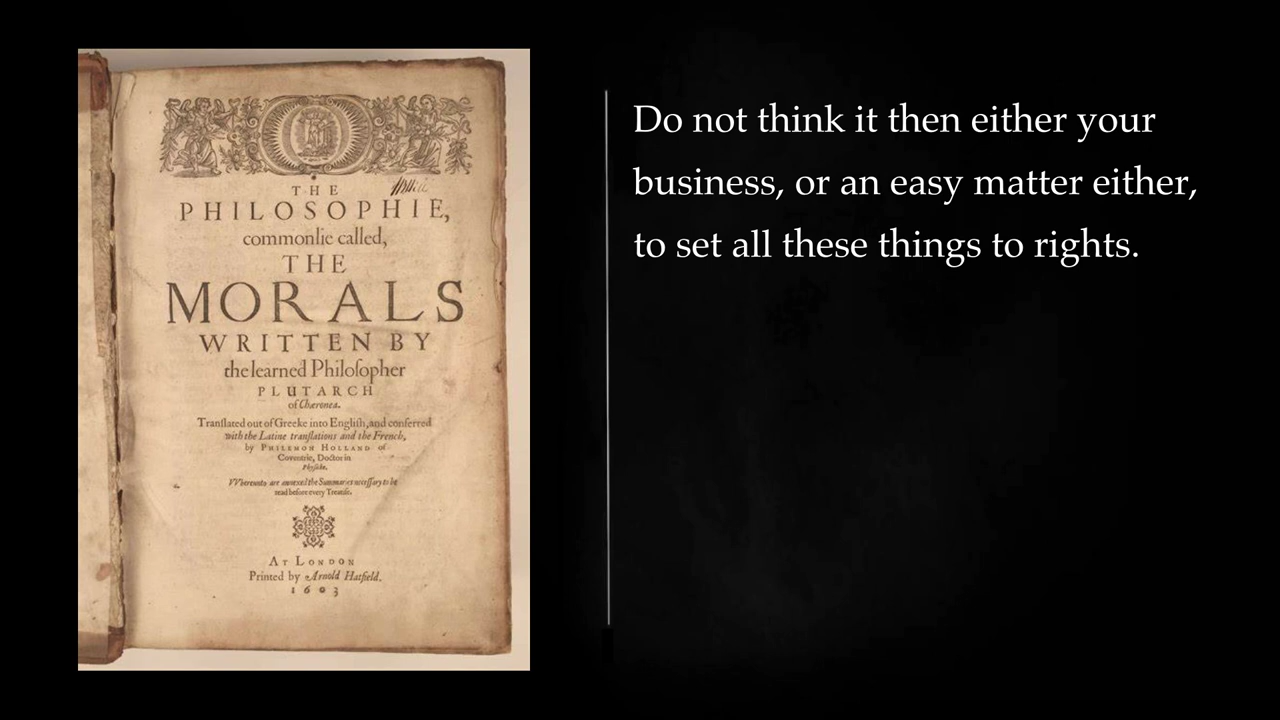 THE
PHILOSOPHIE,
commonlie called,
THE
MORALS
WRITTEN BY
the learned Philoſopher
PLUTARCH
of Chæronea.
Tranſlated out of Greeke into Engliſh, and conferred
with the Latine tranſlations and the French,
by PHILEMON HOLLAND of
Coventrie, Doctor in
Phyſicke.
VVhereunto are annexed the Summaries neceſſary to be
read before every Treatiſe.
AT LONDON
Printed by Arnold Hatfield.
1603
Do not think it then either your
business, or an easy matter either,
to set all these things to rights.